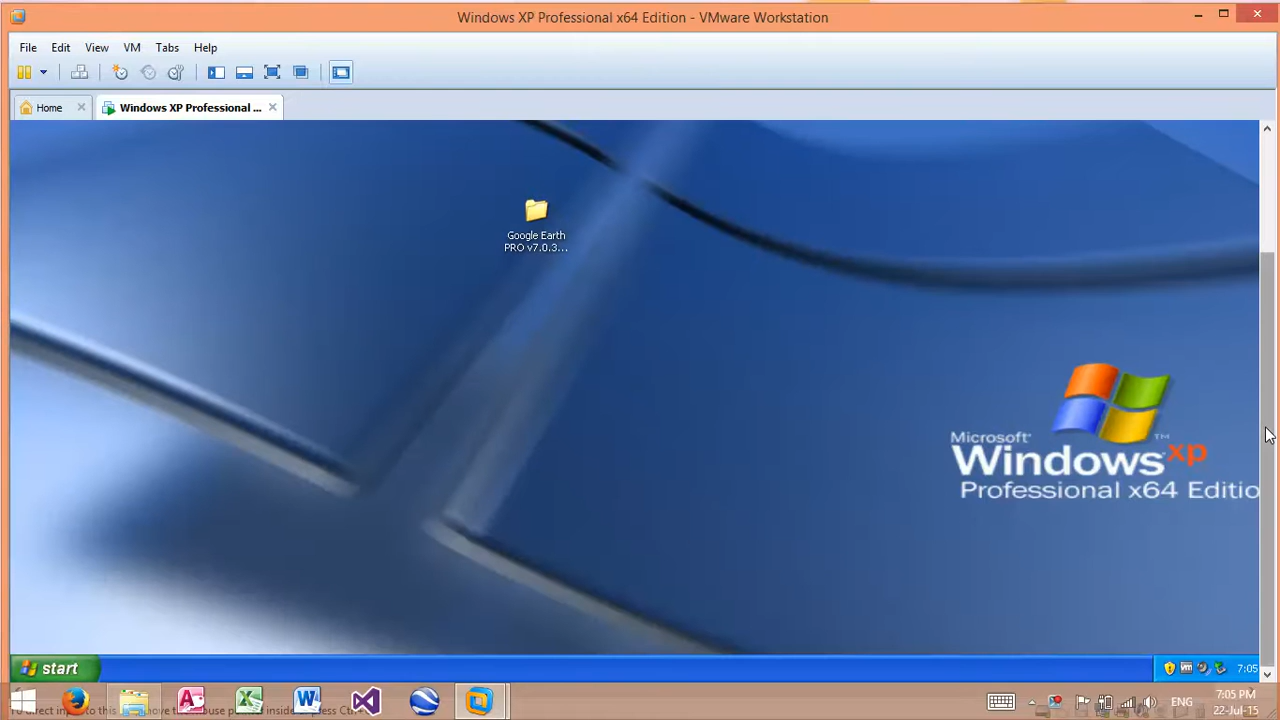 Windows XP Professional x64 Edition - VMware Workstation
File Edit View VM Tabs Help
Home
Windows XP Professional ...
Google Earth
PRO v7.0.3...
Microsoft®
Windows xp ™
Professional x64 Editio
start
7:05
ENG
7:05 PM
22-Jul-15